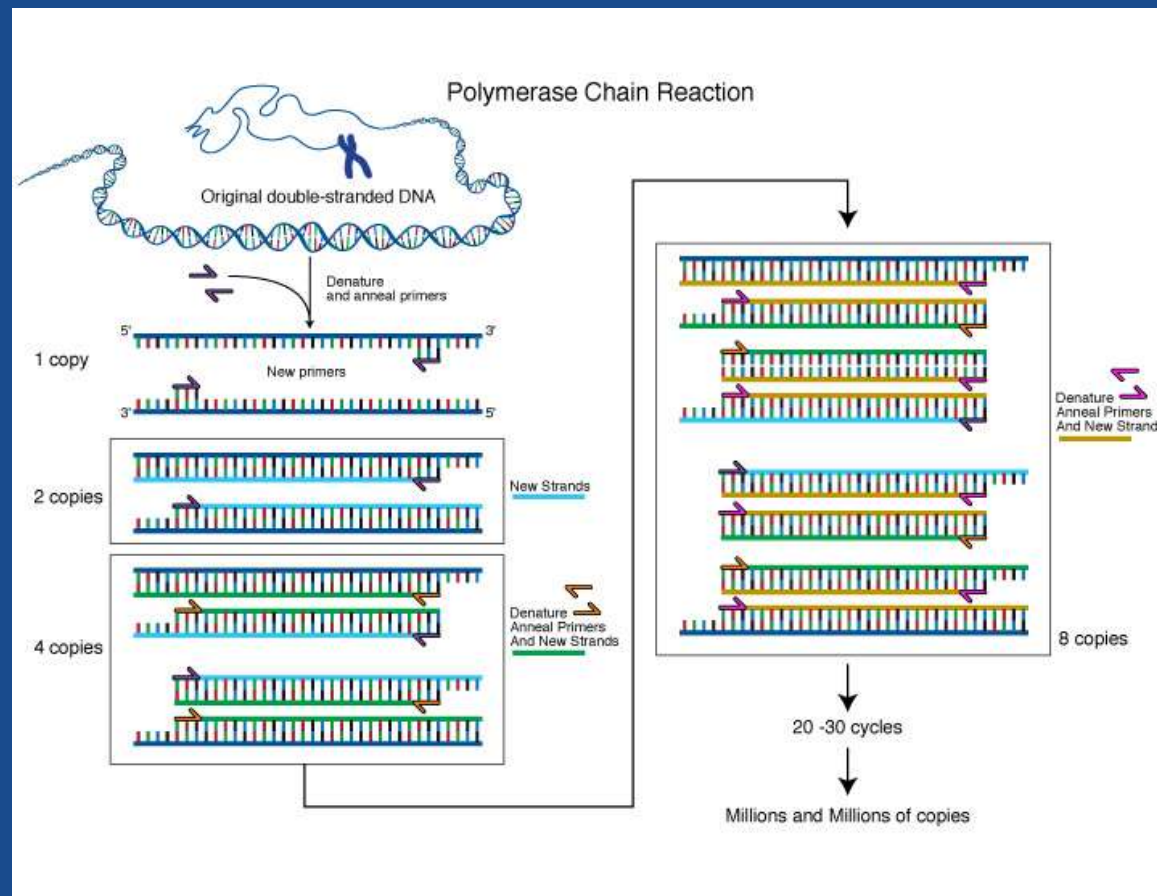 Polymerase Chain Reaction
Original double-stranded DNA
Denature
and anneal primers
5'
3'
1 copy
New primers
3'
5'
2 copies
New Strands
4 copies
Denature
Anneal Primers
And New Strands
Denature
Anneal Primers
And New Strand
8 copies
20 -30 cycles
Millions and Millions of copies